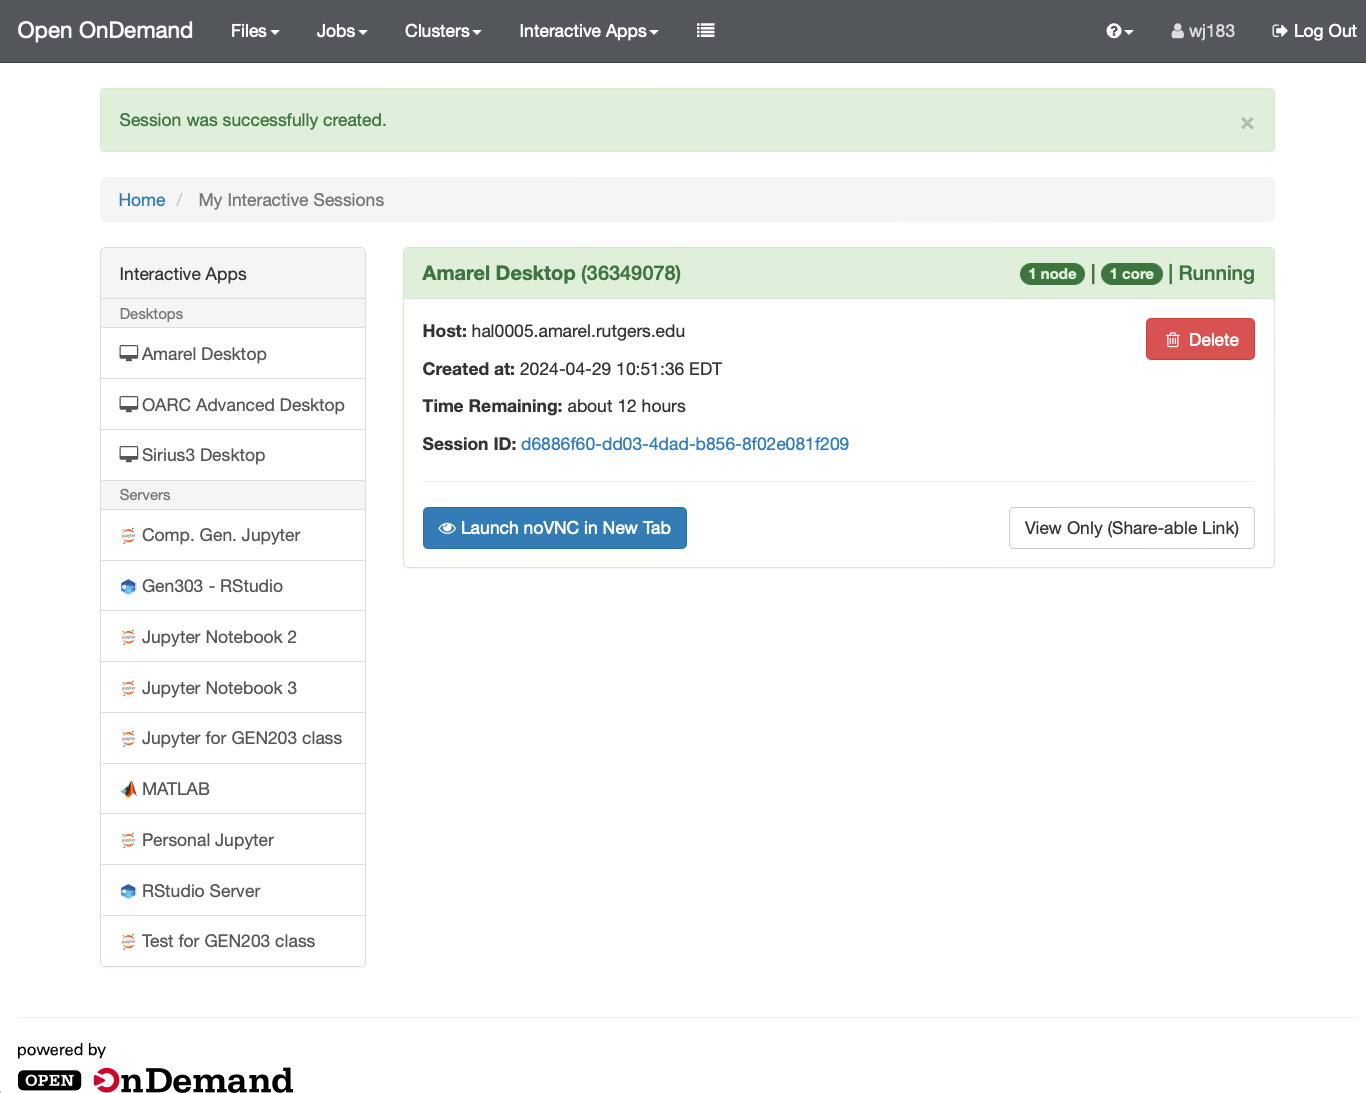 Open OnDemand Files Jobs Clusters Interactive Apps wj183 Log Out
Session was successfully created. ×
Home / My Interactive Sessions
Interactive Apps
Desktops
Amarel Desktop
OARC Advanced Desktop
Sirius3 Desktop
Servers
Comp. Gen. Jupyter
Gen303 - RStudio
Jupyter Notebook 2
Jupyter Notebook 3
Jupyter for GEN203 class
MATLAB
Personal Jupyter
RStudio Server
Test for GEN203 class
Amarel Desktop (36349078) 1 node | 1 core | Running
Host: hal0005.amarel.rutgers.edu
Delete
Created at: 2024-04-29 10:51:36 EDT
Time Remaining: about 12 hours
Session ID: d6886f60-dd03-4dad-b856-8f02e081f209
Launch noVNC in New Tab View Only (Share-able Link)
powered by
OPEN OnDemand